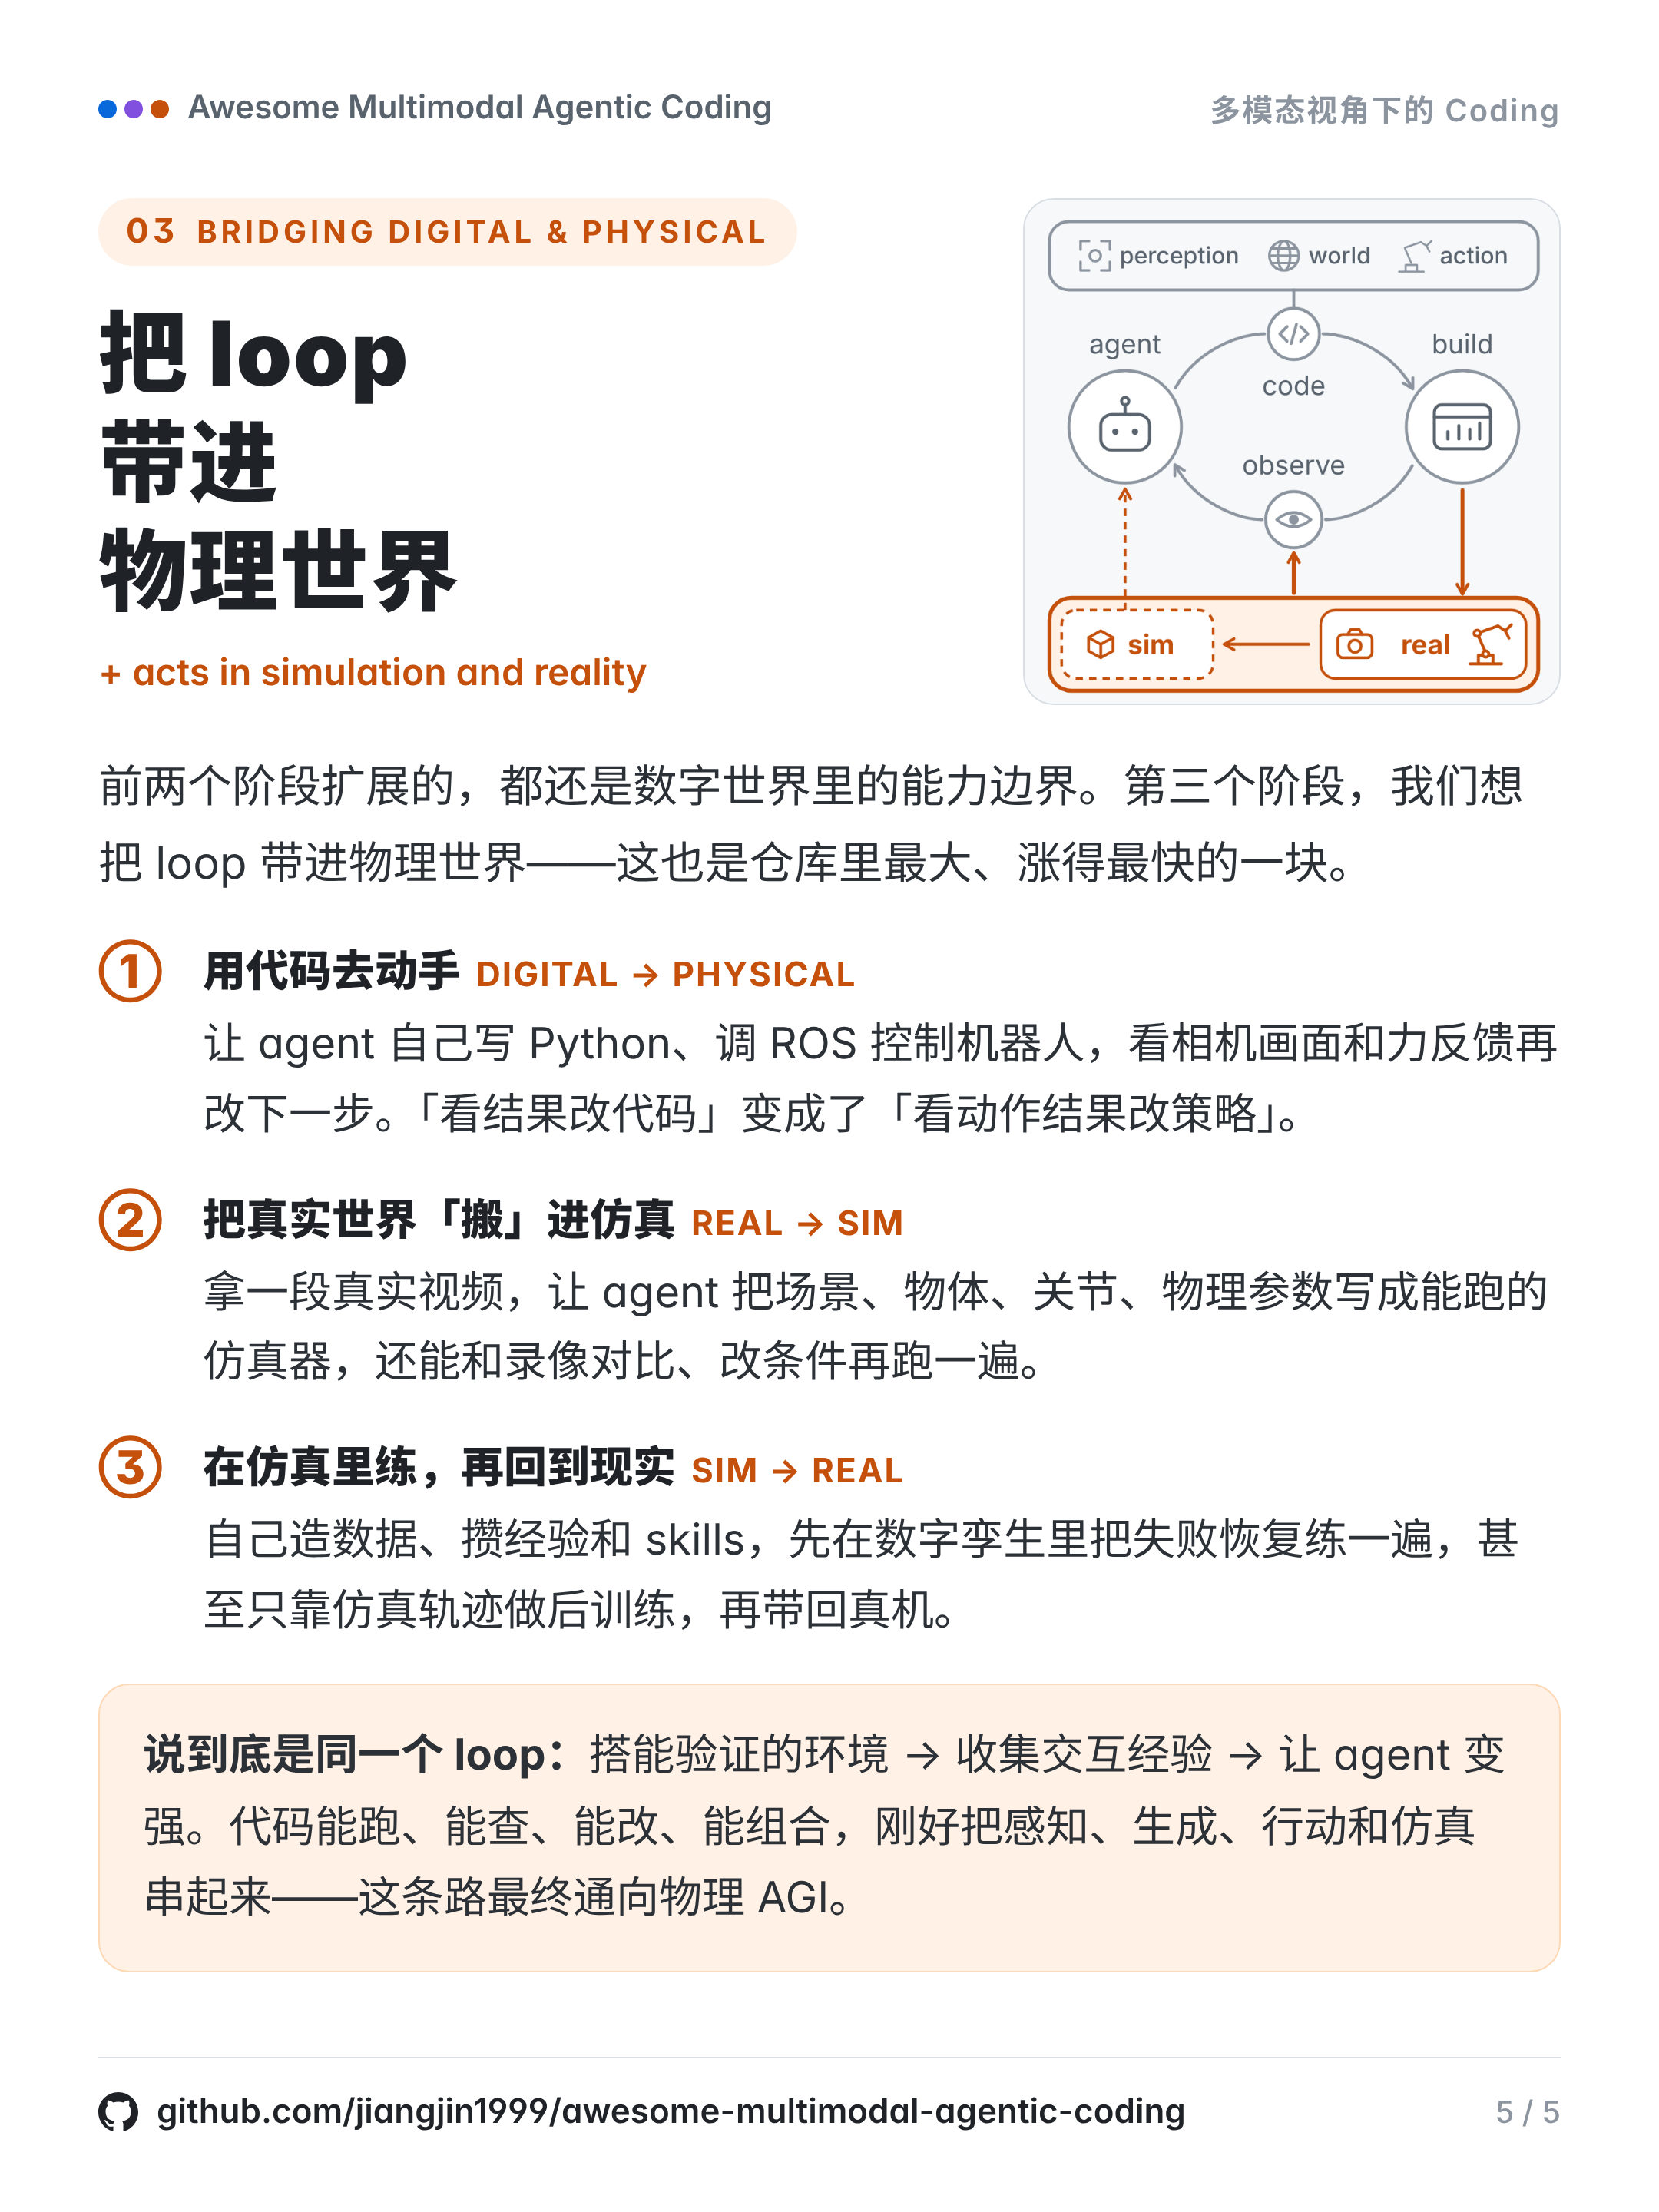 Awesome Multimodal Agentic Coding
多模态视角下的 Coding
03 BRIDGING DIGITAL & PHYSICAL
把 loop
带进
物理世界
+ acts in simulation and reality
perception world action
agent
build
code
observe
sim
real
前两个阶段扩展的，都还是数字世界里的能力边界。第三个阶段，我们想
把 loop 带进物理世界——这也是仓库里最大、涨得最快的一块。
1 用代码去动手 DIGITAL → PHYSICAL
让 agent 自己写 Python、调 ROS 控制机器人，看相机画面和力反馈再
改下一步。「看结果改代码」变成了「看动作结果改策略」。
2 把真实世界「搬」进仿真 REAL → SIM
拿一段真实视频，让 agent 把场景、物体、关节、物理参数写成能跑的
仿真器，还能和录像对比、改条件再跑一遍。
3 在仿真里练，再回到现实 SIM → REAL
自己造数据、攒经验和 skills，先在数字孪生里把失败恢复练一遍，甚
至只靠仿真轨迹做后训练，再带回真机。
说到底是同一个 loop：搭能验证的环境 → 收集交互经验 → 让 agent 变
强。代码能跑、能查、能改、能组合，刚好把感知、生成、行动和仿真
串起来——这条路最终通向物理 AGI。
github.com/jiangjin1999/awesome-multimodal-agentic-coding
5 / 5